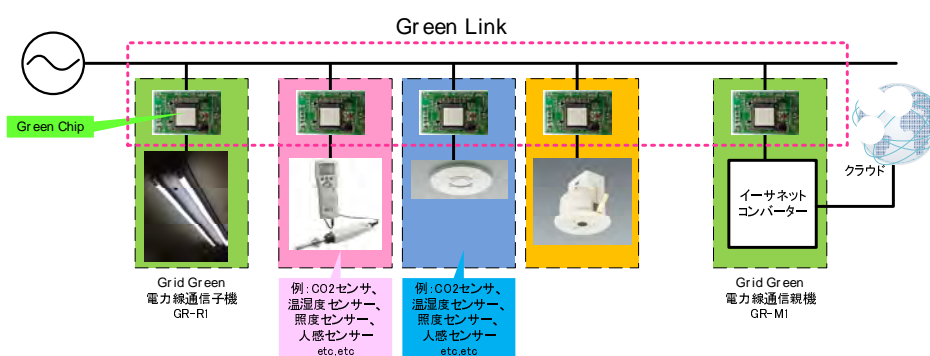 Green Link
Green Chip
クラウド
イーサネット
コンバーター
Grid Green
電力線通信子機
GR-R1
例：CO2センサ、
温湿度センサー、
照度センサー、
人感センサー
etc,etc
例：CO2センサ、
温湿度センサー、
照度センサー、
人感センサー
etc,etc
Grid Green
電力線通信親機
GR-M1